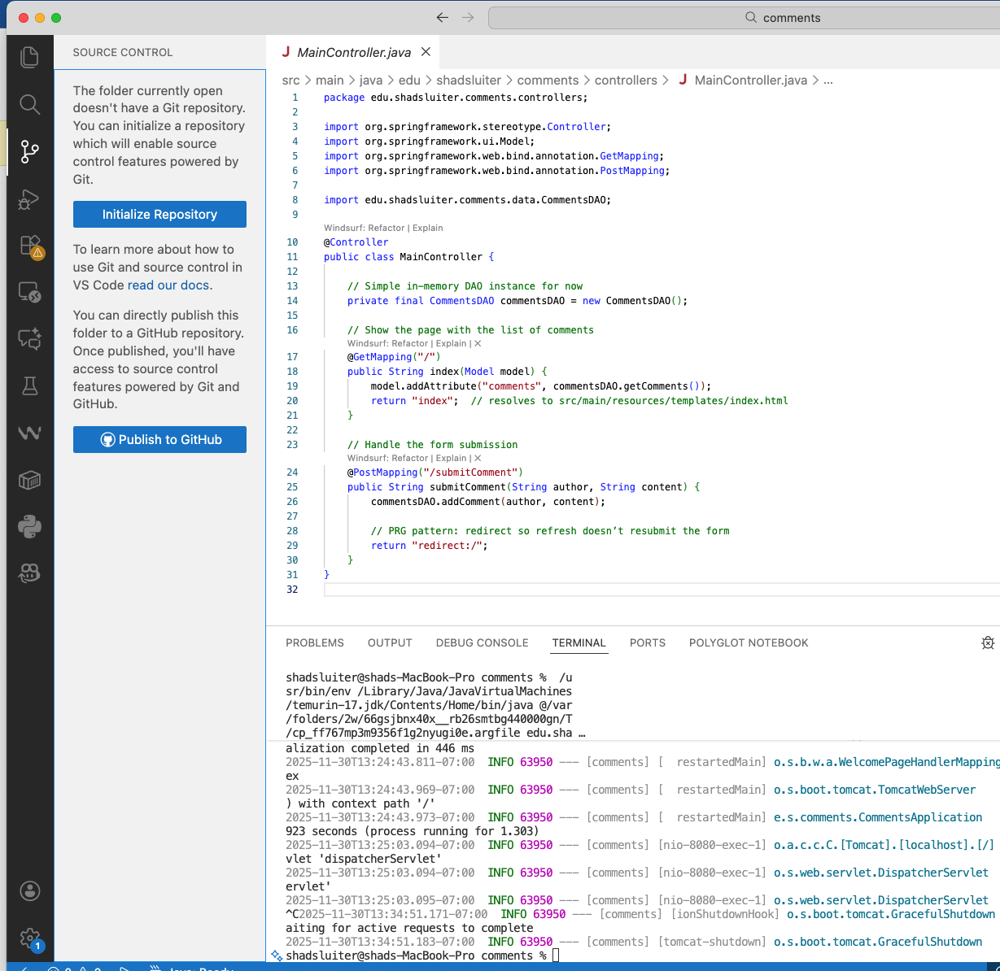 comments
SOURCE CONTROL
The folder currently open
doesn't have a Git repository.
You can initialize a repository
which will enable source
control features powered by
Git.
Initialize Repository
To learn more about how to
use Git and source control in
VS Code read our docs.
You can directly publish this
folder to a GitHub repository.
Once published, you'll have
access to source control
features powered by Git and
GitHub.
Publish to GitHub
1
J MainController.java
src > main > java > edu > shadsluiter > comments > controllers > J MainController.java > ...
1 package edu.shadsluiter.comments.controllers;
2
3 import org.springframework.stereotype.Controller;
4 import org.springframework.ui.Model;
5 import org.springframework.web.bind.annotation.GetMapping;
6 import org.springframework.web.bind.annotation.PostMapping;
7
8 import edu.shadsluiter.comments.data.CommentsDAO;
9
Windsurf: Refactor | Explain
10 @Controller
11 public class MainController {
12
13 // Simple in-memory DAO instance for now
14 private final CommentsDAO commentsDAO = new CommentsDAO();
15
16 // Show the page with the list of comments
Windsurf: Refactor | Explain | X
17 @GetMapping("/")
18 public String index(Model model) {
19 model.addAttribute("comments", commentsDAO.getComments());
20 return "index"; // resolves to src/main/resources/templates/index.html
21 }
22
23 // Handle the form submission
Windsurf: Refactor | Explain | X
24 @PostMapping("/submitComment")
25 public String submitComment(String author, String content) {
26 commentsDAO.addComment(author, content);
27
28 // PRG pattern: redirect so refresh doesn’t resubmit the form
29 return "redirect:/";
30 }
31 }
32
PROBLEMS OUTPUT DEBUG CONSOLE TERMINAL PORTS POLYGLOT NOTEBOOK
shadsluiter@shads-MacBook-Pro comments % /u
sr/bin/env /Library/Java/JavaVirtualMachines
/temurin-17.jdk/Contents/Home/bin/java @/var
/folders/2w/66gsjbnx40x__rb26smtbg440000gn/T
/cp_ff767mp3m9356f1g2nyugi0e.argfile edu.sha …
alization completed in 446 ms
2025-11-30T13:24:43.811-07:00 INFO 63950 --- [comments] [ restartedMain] o.s.b.w.a.WelcomePageHandlerMapping
ex
2025-11-30T13:24:43.969-07:00 INFO 63950 --- [comments] [ restartedMain] o.s.boot.tomcat.TomcatWebServer
) with context path '/'
2025-11-30T13:24:43.973-07:00 INFO 63950 --- [comments] [ restartedMain] e.s.comments.CommentsApplication
923 seconds (process running for 1.303)
2025-11-30T13:25:03.094-07:00 INFO 63950 --- [comments] [nio-8080-exec-1] o.a.c.c.C.[Tomcat].[localhost].[/]
vlet 'dispatcherServlet'
2025-11-30T13:25:03.094-07:00 INFO 63950 --- [comments] [nio-8080-exec-1] o.s.web.servlet.DispatcherServlet
ervlet'
2025-11-30T13:25:03.095-07:00 INFO 63950 --- [comments] [nio-8080-exec-1] o.s.web.servlet.DispatcherServlet
^C2025-11-30T13:34:51.171-07:00 INFO 63950 --- [comments] [ionShutdownHook] o.s.boot.tomcat.GracefulShutdown
aiting for active requests to complete
2025-11-30T13:34:51.183-07:00 INFO 63950 --- [comments] [tomcat-shutdown] o.s.boot.tomcat.GracefulShutdown
shadsluiter@shads-MacBook-Pro comments %
Java: Ready